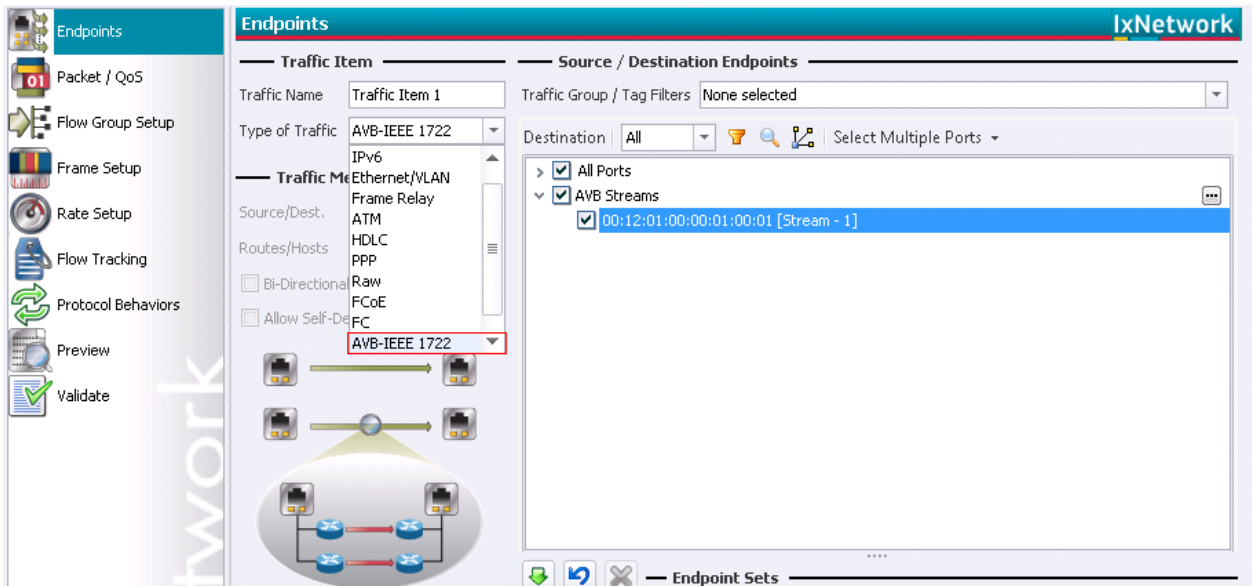 Endpoints
Packet / QoS
Flow Group Setup
Frame Setup
Rate Setup
Flow Tracking
Protocol Behaviors
Preview
Validate
twork
Endpoints
IxNetwork
Traffic Item
Traffic Name Traffic Item 1
Type of Traffic AVB-IEEE 1722
IPv6
Ethernet/VLAN
Frame Relay
ATM
HDLC
PPP
Raw
FCoE
FC
AVB-IEEE 1722
Traffic Me
Source/Dest.
Routes/Hosts
Bi-Directional
Allow Self-De
Source / Destination Endpoints
Traffic Group / Tag Filters None selected
Destination All Select Multiple Ports
All Ports
AVB Streams
00:12:01:00:00:01:00:01 [Stream - 1]
Endpoint Sets